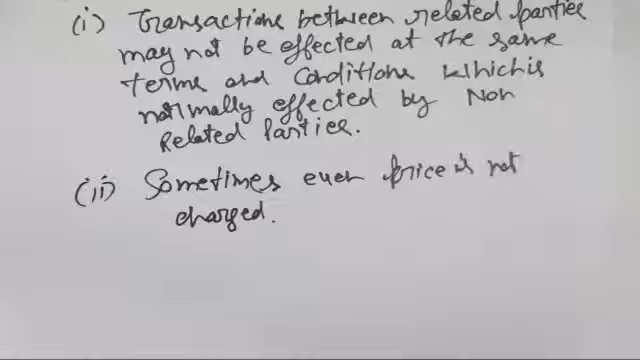 (i) Transactions between related parties
may not be effected at the same
terms and conditions which is
normally effected by Non
Related Parties.
(ii) Sometimes even price is not
charged.